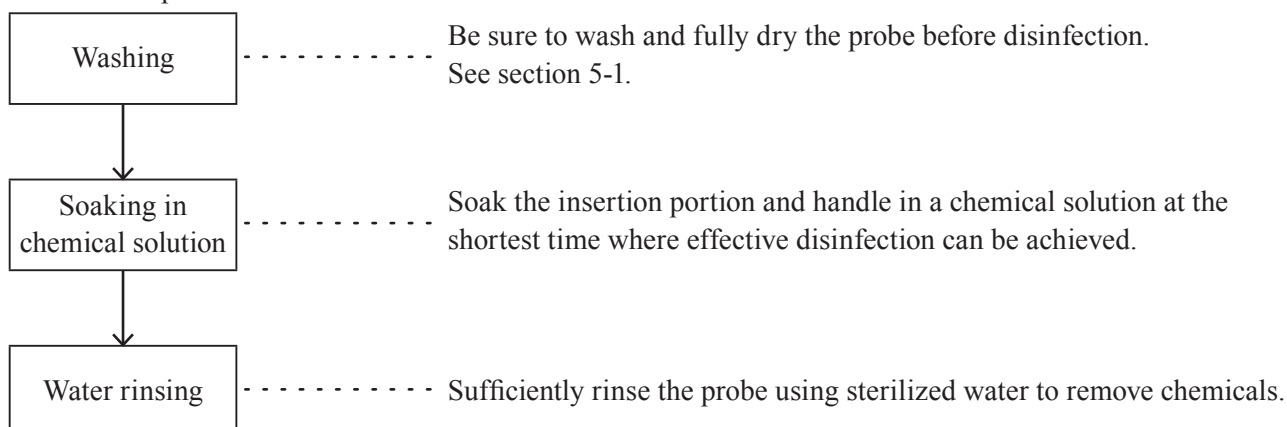 Washing
Be sure to wash and fully dry the probe before disinfection.
See section 5-1.
Soaking in
chemical solution
Soak the insertion portion and handle in a chemical solution at the
shortest time where effective disinfection can be achieved.
Water rinsing
Sufficiently rinse the probe using sterilized water to remove chemicals.